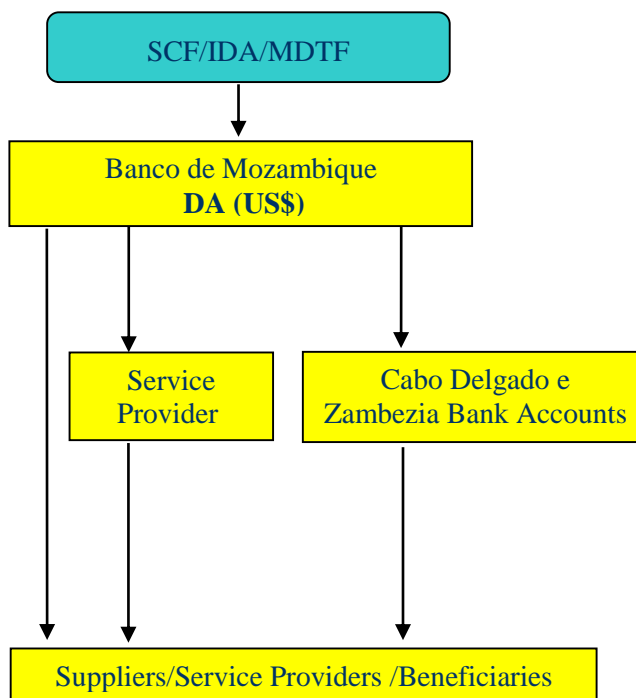 SCF/IDA/MDTF
Banco de Mozambique
DA (US$)
Service
Provider
Cabo Delgado e
Zambezia Bank Accounts
Suppliers/Service Providers /Beneficiaries